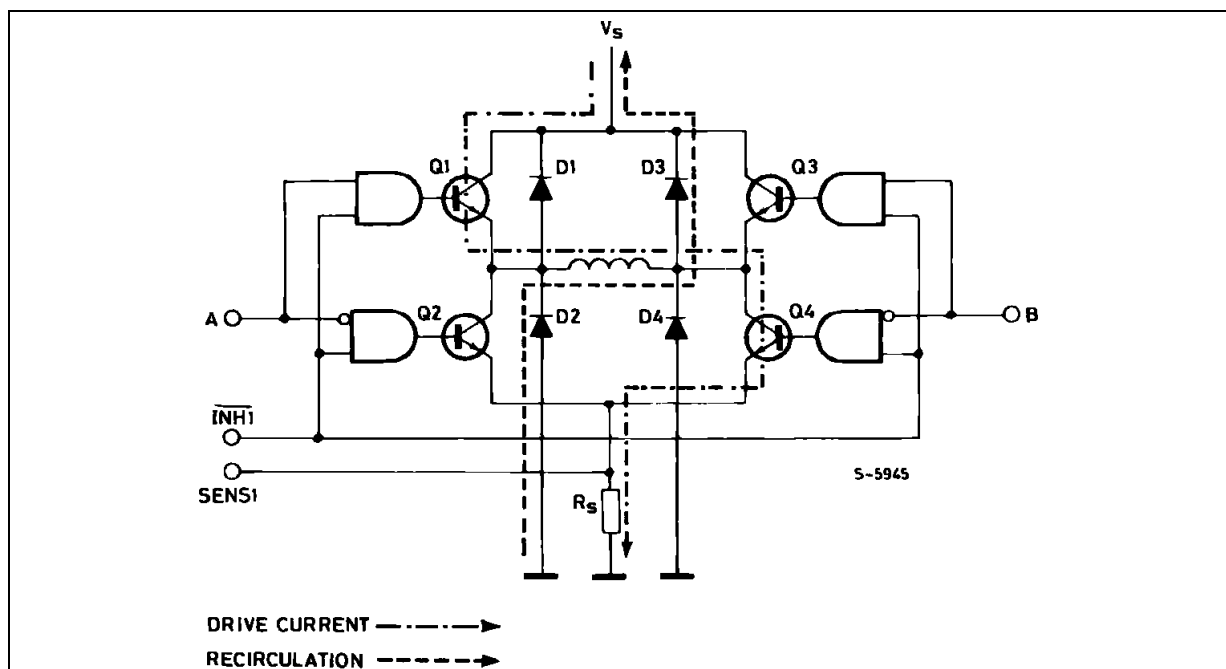 Vs
Q1
D1
D3
Q3
A
Q2
D2
D4
Q4
B
INH1
SENS1
Rs
S-5945
DRIVE CURRENT
RECIRCULATION